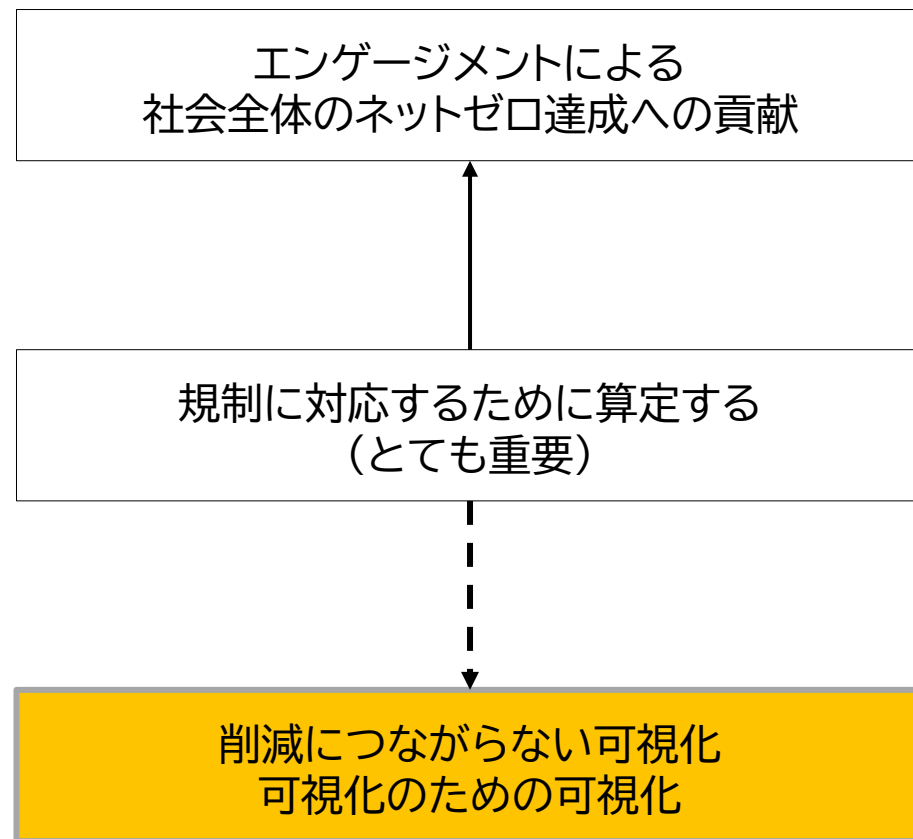 エンゲージメントによる
社会全体のネットゼロ達成への貢献
規制に対応するために算定する
（とても重要）
削減につながらない可視化
可視化のための可視化